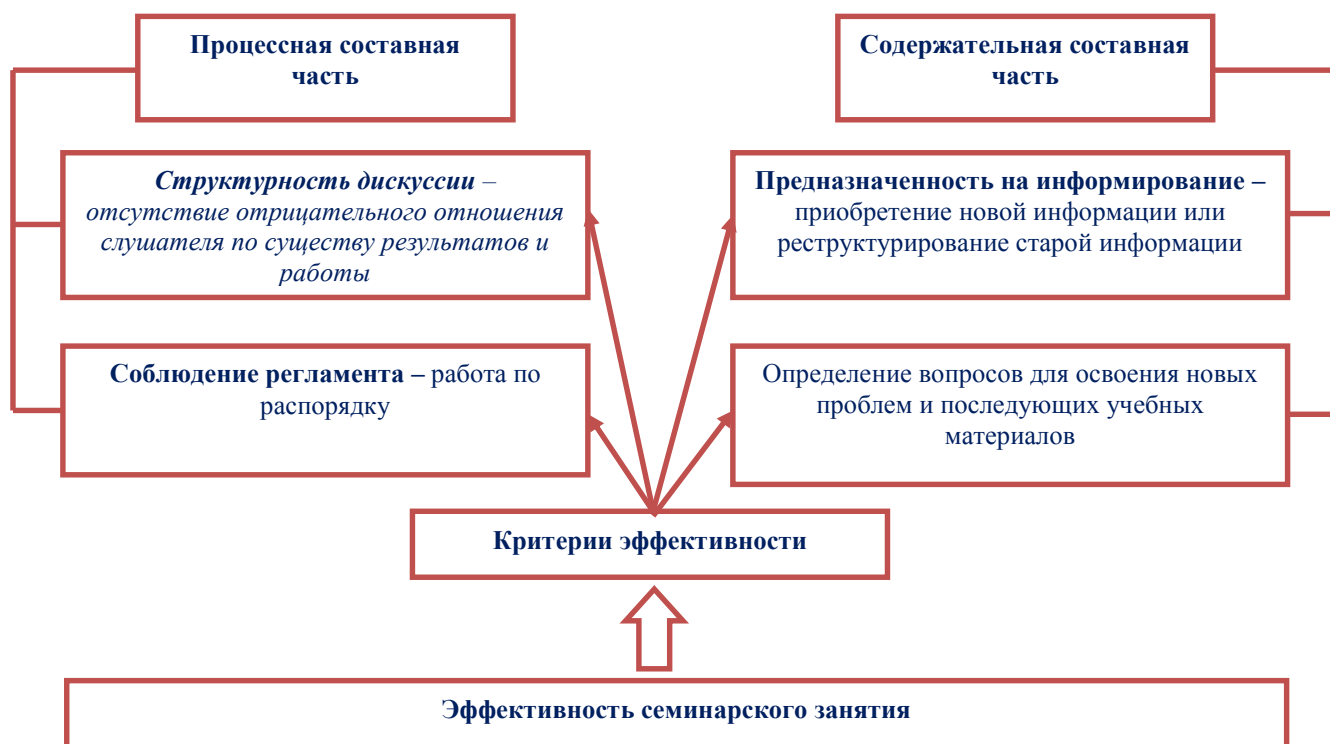 Процессная составная
часть
Содержательная составная
часть
Структурность дискуссии –
отсутствие отрицательного отношения
слушателя по существу результатов и
работы
Предназначенность на информирование –
приобретение новой информации или
реструктурирование старой информации
Соблюдение регламента – работа по
распорядку
Определение вопросов для освоения новых
проблем и последующих учебных
материалов
Критерии эффективности
Эффективность семинарского занятия